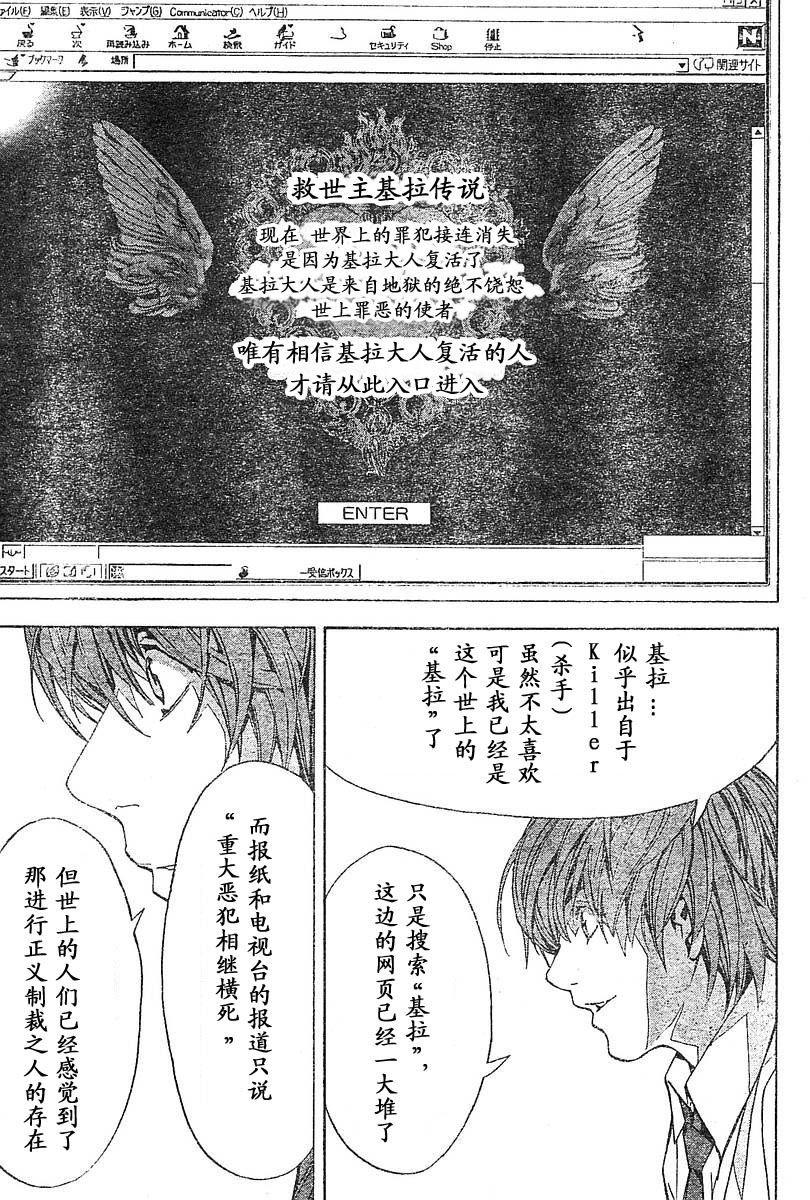 ァイル(F) 編集(E) 表示(V) ジャンプ(G) Communicator(C) ヘルプ(H)
戻る 次 再読み込み ホーム 検索 ガイド セキュリティ Shop 停止
N
ブックマーク 場所 関連サイト
救世主基拉传说
现在 世界上的罪犯接连消失
是因为基拉大人复活了
基拉大人是来自地狱的绝不饶恕
世上罪恶的使者
唯有相信基拉大人复活的人
才请从此入口进入
ENTER
スタート 受信ボックス
基拉…
似乎出自于
Killer
(杀手)
虽然不太喜欢
可是我已经是
这个世上的
“基拉”了
只是搜索“基拉”,
这边的网页已经一大堆了
而报纸和电视台的报道只说
“重大恶犯相继横死”
但世上的人们已经感觉到了
那进行正义制裁之人的存在